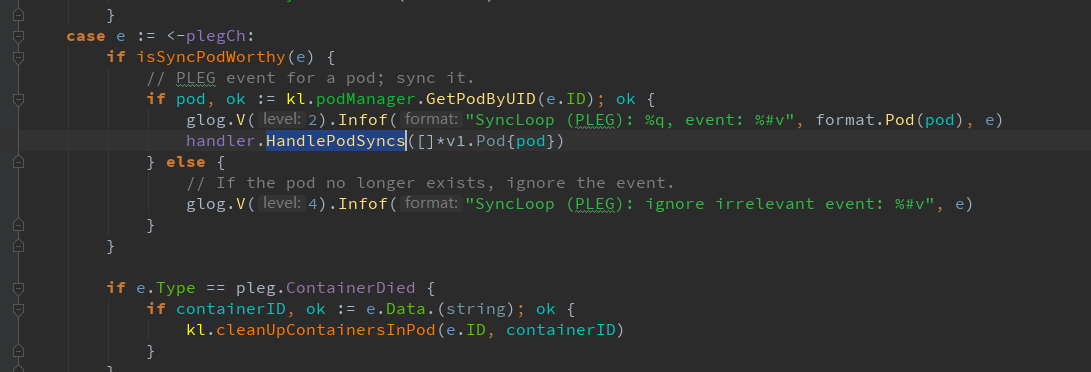 }
case e := <-plegCh:
if isSyncPodWorthy(e) {
// PLEG event for a pod; sync it.
if pod, ok := kl.podManager.GetPodByUID(e.ID); ok {
glog.V( level: 2).Infof( format: "SyncLoop (PLEG): %q, event: %#v", format.Pod(pod), e)
handler.HandlePodSyncs([]*v1.Pod{pod})
} else {
// If the pod no longer exists, ignore the event.
glog.V( level: 4).Infof( format: "SyncLoop (PLEG): ignore irrelevant event: %#v", e)
}
}
if e.Type == pleg.ContainerDied {
if containerID, ok := e.Data.(string); ok {
kl.cleanUpContainersInPod(e.ID, containerID)
}